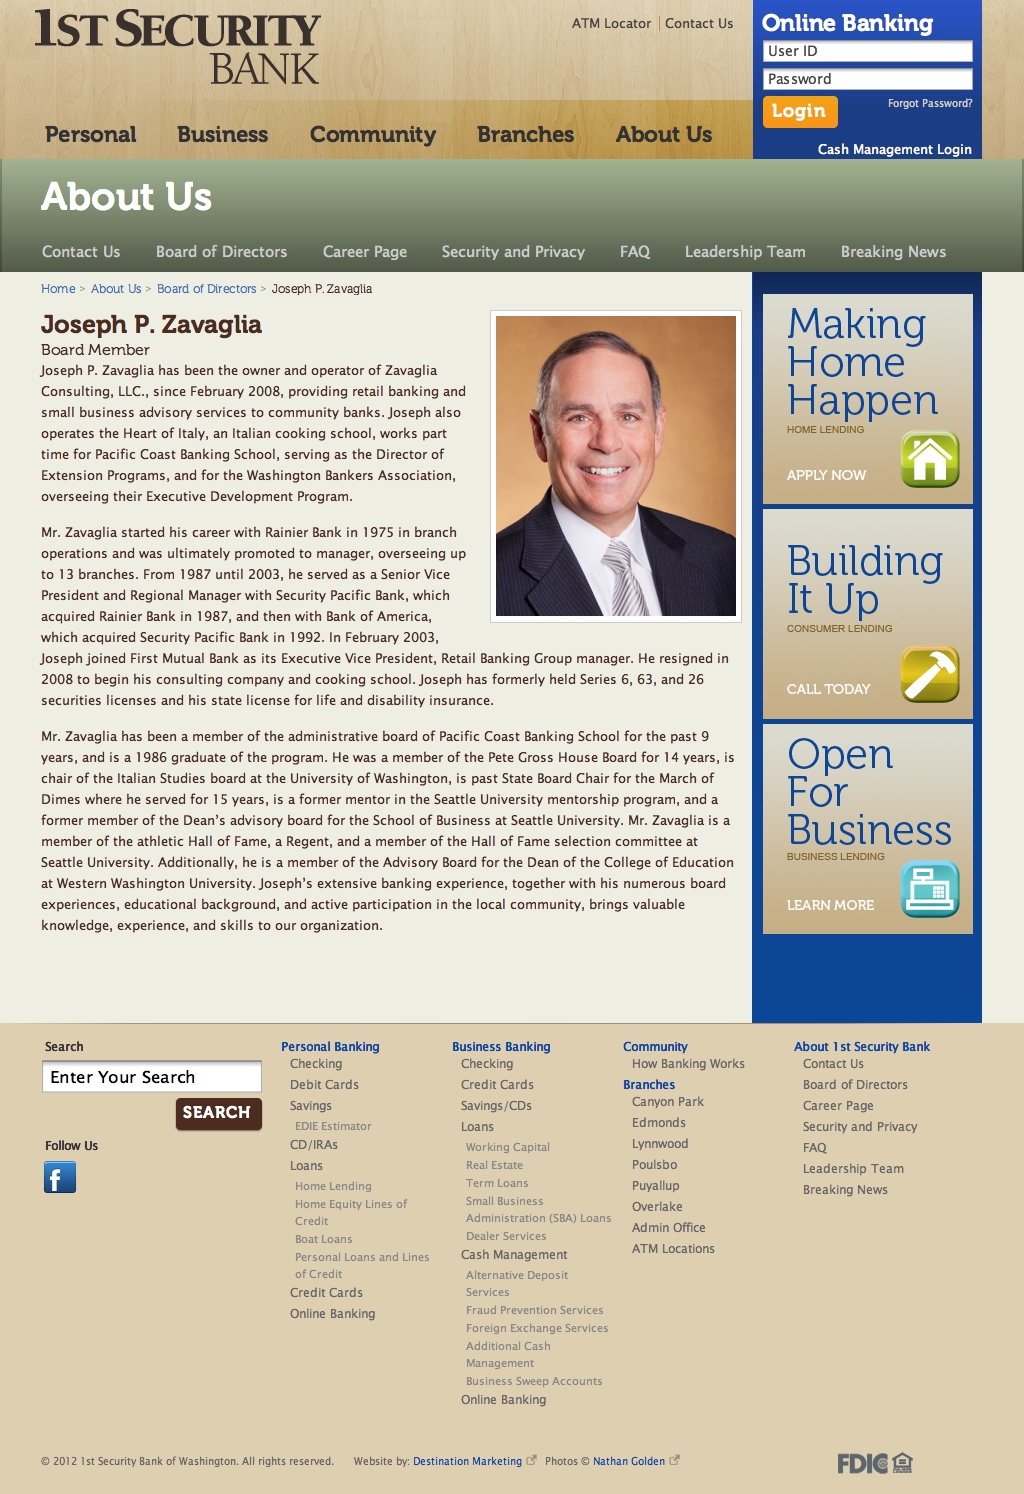 1ST SECURITY
BANK
ATM Locator | Contact Us
Online Banking
User ID
Password
Login
Forgot Password?
Cash Management Login
Personal Business Community Branches About Us
About Us
Contact Us Board of Directors Career Page Security and Privacy FAQ Leadership Team Breaking News
Home > About Us > Board of Directors > Joseph P. Zavaglia
Joseph P. Zavaglia
Board Member
Joseph P. Zavaglia has been the owner and operator of Zavaglia
Consulting, LLC., since February 2008, providing retail banking and
small business advisory services to community banks. Joseph also
operates the Heart of Italy, an Italian cooking school, works part
time for Pacific Coast Banking School, serving as the Director of
Extension Programs, and for the Washington Bankers Association,
overseeing their Executive Development Program.
Mr. Zavaglia started his career with Rainier Bank in 1975 in branch
operations and was ultimately promoted to manager, overseeing up
to 13 branches. From 1987 until 2003, he served as a Senior Vice
President and Regional Manager with Security Pacific Bank, which
acquired Rainier Bank in 1987, and then with Bank of America,
which acquired Security Pacific Bank in 1992. In February 2003,
Joseph joined First Mutual Bank as its Executive Vice President, Retail Banking Group manager. He resigned in
2008 to begin his consulting company and cooking school. Joseph has formerly held Series 6, 63, and 26
securities licenses and his state license for life and disability insurance.
Mr. Zavaglia has been a member of the administrative board of Pacific Coast Banking School for the past 9
years, and is a 1986 graduate of the program. He was a member of the Pete Gross House Board for 14 years, is
chair of the Italian Studies board at the University of Washington, is past State Board Chair for the March of
Dimes where he served for 15 years, is a former mentor in the Seattle University mentorship program, and a
former member of the Dean's advisory board for the School of Business at Seattle University. Mr. Zavaglia is a
member of the athletic Hall of Fame, a Regent, and a member of the Hall of Fame selection committee at
Seattle University. Additionally, he is a member of the Advisory Board for the Dean of the College of Education
at Western Washington University. Joseph's extensive banking experience, together with his numerous board
experiences, educational background, and active participation in the local community, brings valuable
knowledge, experience, and skills to our organization.
Making
Home
Happen
HOME LENDING
APPLY NOW
Building
It Up
CONSUMER LENDING
CALL TODAY
Open
For
Business
BUSINESS LENDING
LEARN MORE
Search
Enter Your Search
SEARCH
Follow Us
f
Personal Banking
Checking
Debit Cards
Savings
EDIE Estimator
CD/IRAs
Loans
Home Lending
Home Equity Lines of
Credit
Boat Loans
Personal Loans and Lines
of Credit
Credit Cards
Online Banking
Business Banking
Checking
Credit Cards
Savings/CDs
Loans
Working Capital
Real Estate
Term Loans
Small Business
Administration (SBA) Loans
Dealer Services
Cash Management
Alternative Deposit
Services
Fraud Prevention Services
Foreign Exchange Services
Additional Cash
Management
Business Sweep Accounts
Online Banking
Community
How Banking Works
Branches
Canyon Park
Edmonds
Lynnwood
Poulsbo
Puyallup
Overlake
Admin Office
ATM Locations
About 1st Security Bank
Contact Us
Board of Directors
Career Page
Security and Privacy
FAQ
Leadership Team
Breaking News
© 2012 1st Security Bank of Washington. All rights reserved. Website by: Destination Marketing Photos © Nathan Golden
FDIC